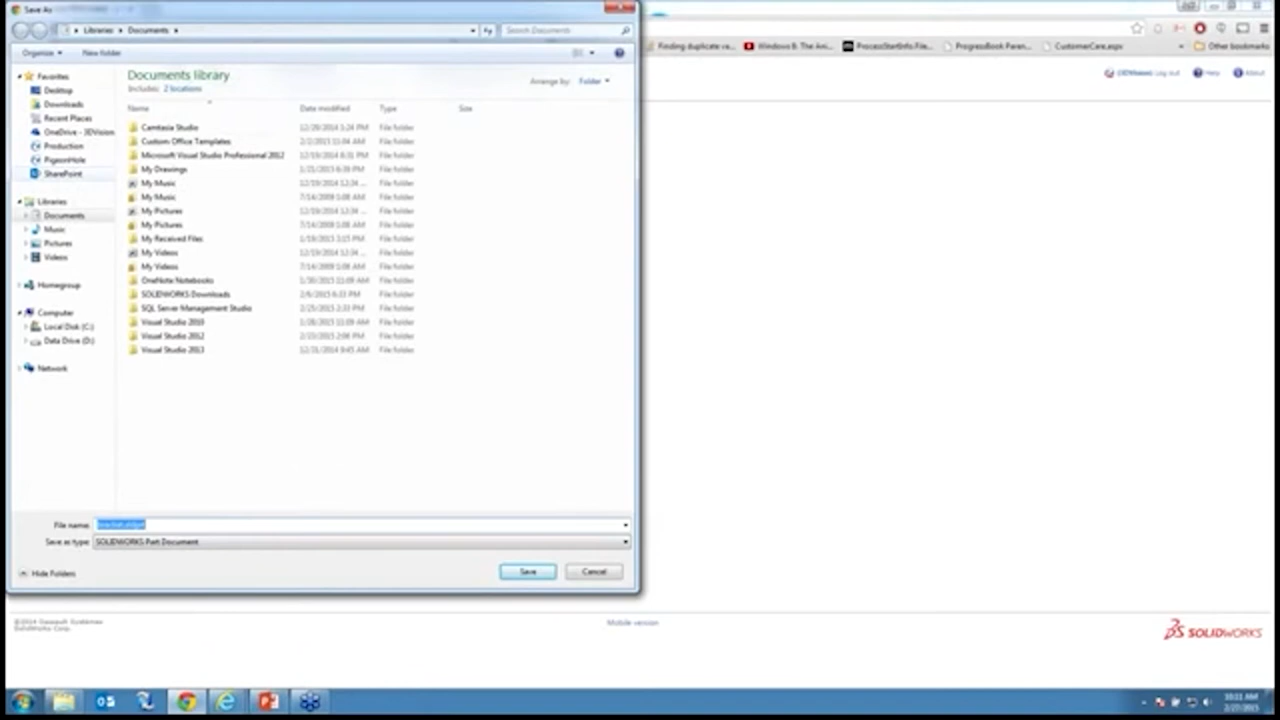 Save As
Libraries ▸ Documents ▸
Search Documents
Finding duplicate ve...
Windows 8: The Ani...
ProcessStartInfo.File...
ProgressBook Paren...
CustomerCare.aspx
Other bookmarks
Organize
New folder
Log out
Help
About
Documents library
Includes: 2 locations
Arrange by: Folder
Favorites
Desktop
Downloads
Recent Places
OneDrive - 3DVision
Production
PigeonHole
SharePoint
Libraries
Documents
Music
Pictures
Videos
Homegroup
Computer
Local Disk (C:)
Data Drive (D:)
Network
Name Date modified Type Size
Camtasia Studio 12/29/2014 1:24 PM File folder
Custom Office Templates 2/2/2015 11:04 AM File folder
Microsoft Visual Studio Professional 2012 12/19/2014 8:31 PM File folder
My Drawings 1/21/2015 6:39 PM File folder
My Music 12/19/2014 12:34 ... File folder
My Music 7/14/2009 1:08 AM File folder
My Pictures 12/19/2014 12:34 ... File folder
My Pictures 7/14/2009 1:08 AM File folder
My Received Files 1/19/2015 3:15 PM File folder
My Videos 12/19/2014 12:34 ... File folder
My Videos 7/14/2009 1:08 AM File folder
OneNote Notebooks 1/30/2015 11:09 AM File folder
SOLIDWORKS Downloads 2/6/2015 6:33 PM File folder
SQL Server Management Studio 2/25/2015 2:33 PM File folder
Visual Studio 2010 1/28/2015 11:09 AM File folder
Visual Studio 2012 2/23/2015 2:06 PM File folder
Visual Studio 2013 12/31/2014 9:45 AM File folder
File name:
Save as type: SOLIDWORKS Part Document
Hide Folders
Save
Cancel
©2014 Dassault Systèmes
SolidWorks Corp.
Mobile version
SOLIDWORKS
2/27/2015